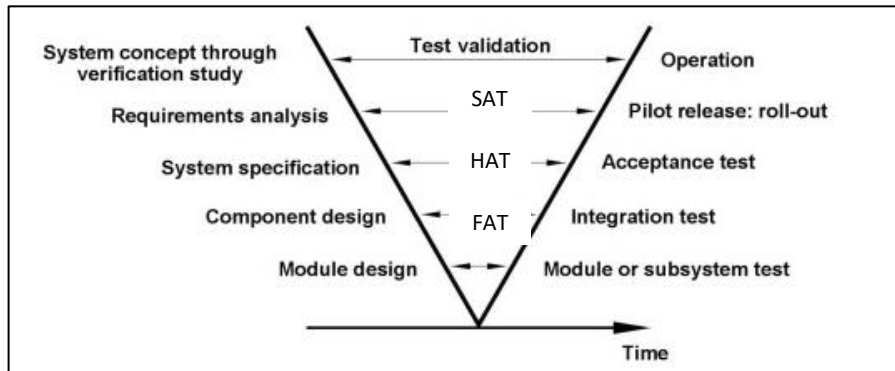 System concept through
verification study
Test validation
Operation
Requirements analysis
SAT
Pilot release: roll-out
System specification
HAT
Acceptance test
Component design
FAT
Integration test
Module design
Module or subsystem test
Time